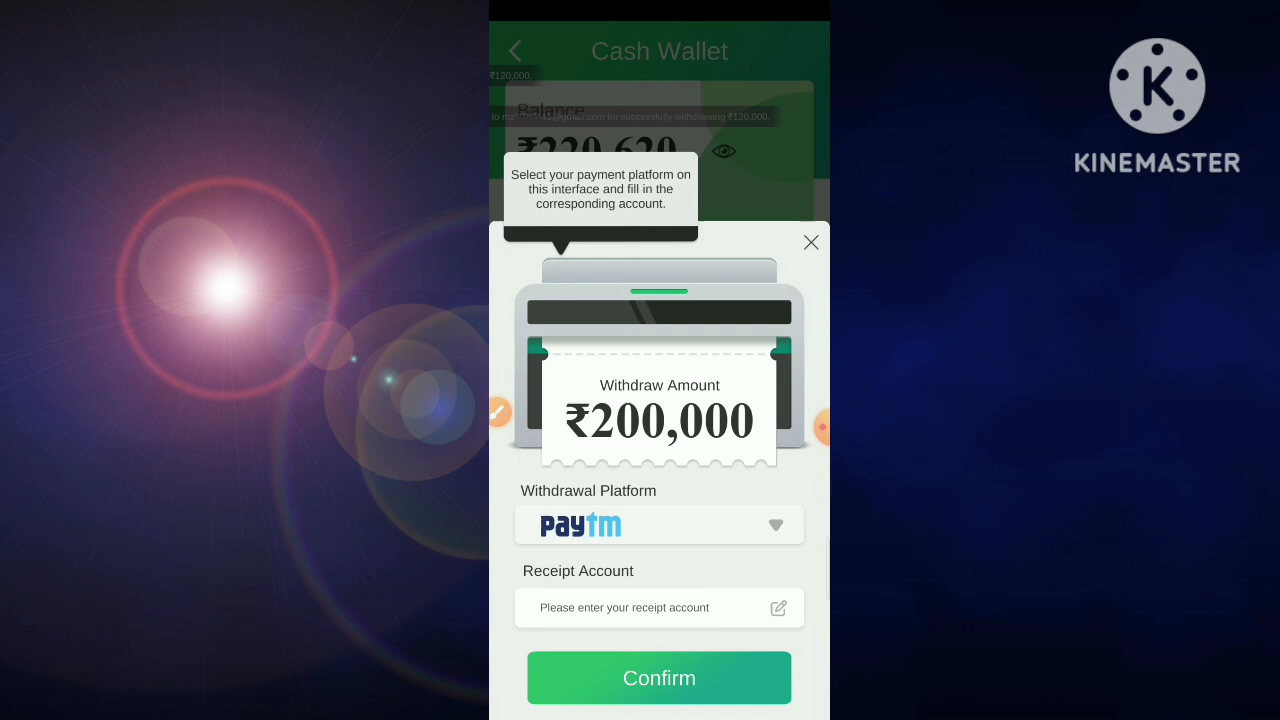 Cash Wallet
₹120,000.
Balance
for successfully withdrawing ₹120,000.
₹220,620
Select your payment platform on
this interface and fill in the
corresponding account.
Withdraw Amount
₹200,000
Withdrawal Platform
paytm
Receipt Account
Please enter your receipt account
Confirm
K
KINEMASTER